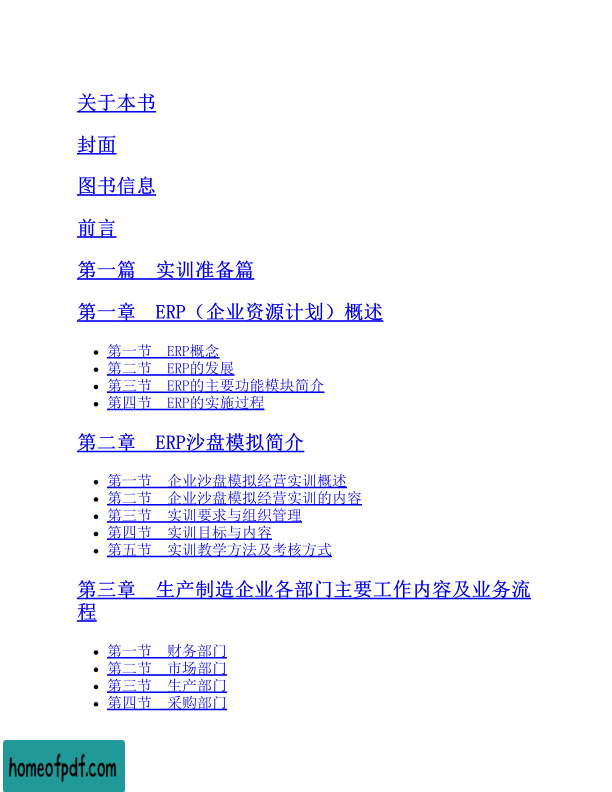 关于本书
封面
图书信息
前言
第一篇　实训准备篇
第一章　ERP（企业资源计划）概述
第一节　ERP概念
第二节　ERP的发展
第三节　ERP的主要功能模块简介
第四节　ERP的实施过程
第二章　ERP沙盘模拟简介
第一节　企业沙盘模拟经营实训概述
第二节　企业沙盘模拟经营实训的内容
第三节　实训要求与组织管理
第四节　实训目标与内容
第五节　实训教学方法及考核方式
第三章　生产制造企业各部门主要工作内容及业务流
程
第一节　财务部门
第二节　市场部门
第三节　生产部门
第四节　采购部门
homeofpdf.com